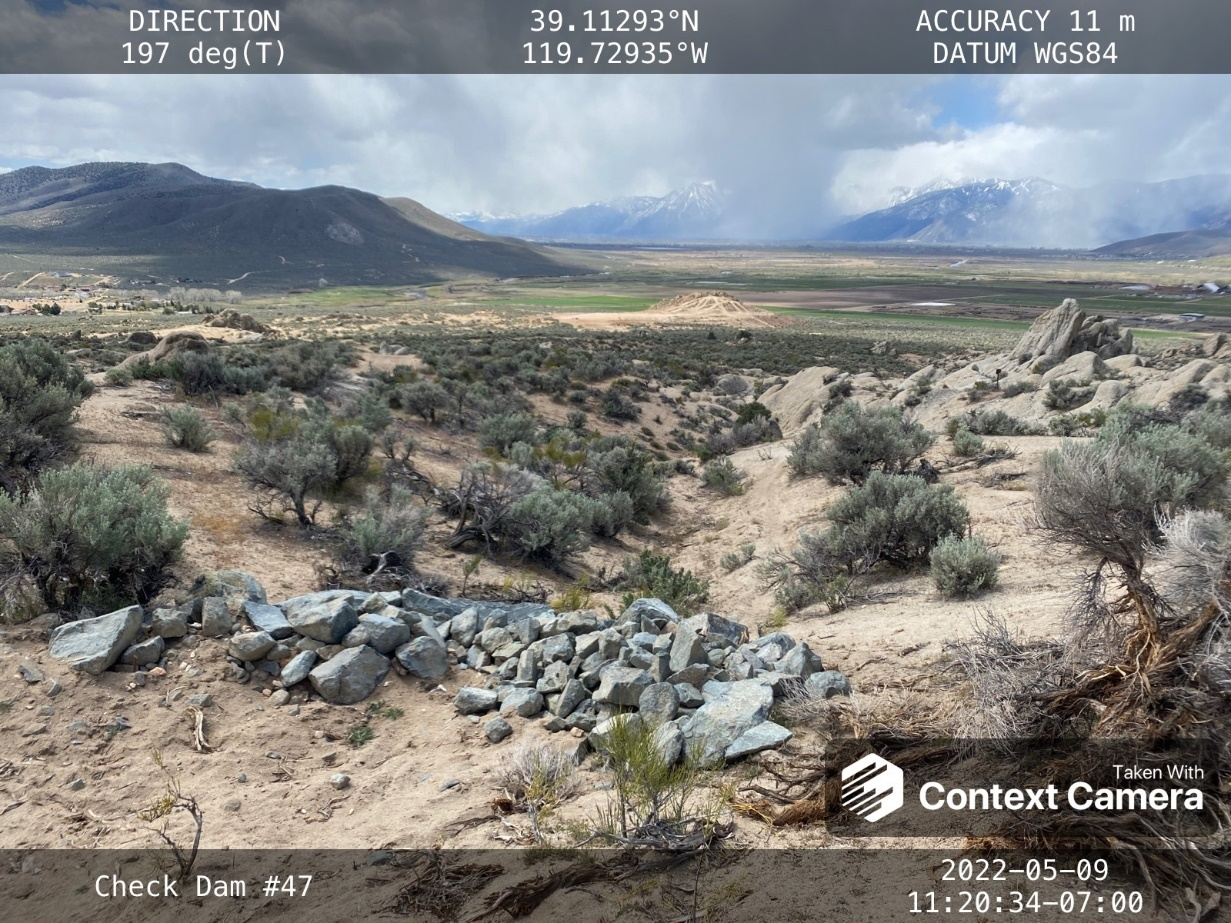 DIRECTION
197 deg(T)
39.11293°N
119.72935°W
ACCURACY 11 m
DATUM WGS84
Taken With
Context Camera
Check Dam #47
2022-05-09
11:20:34-07:00